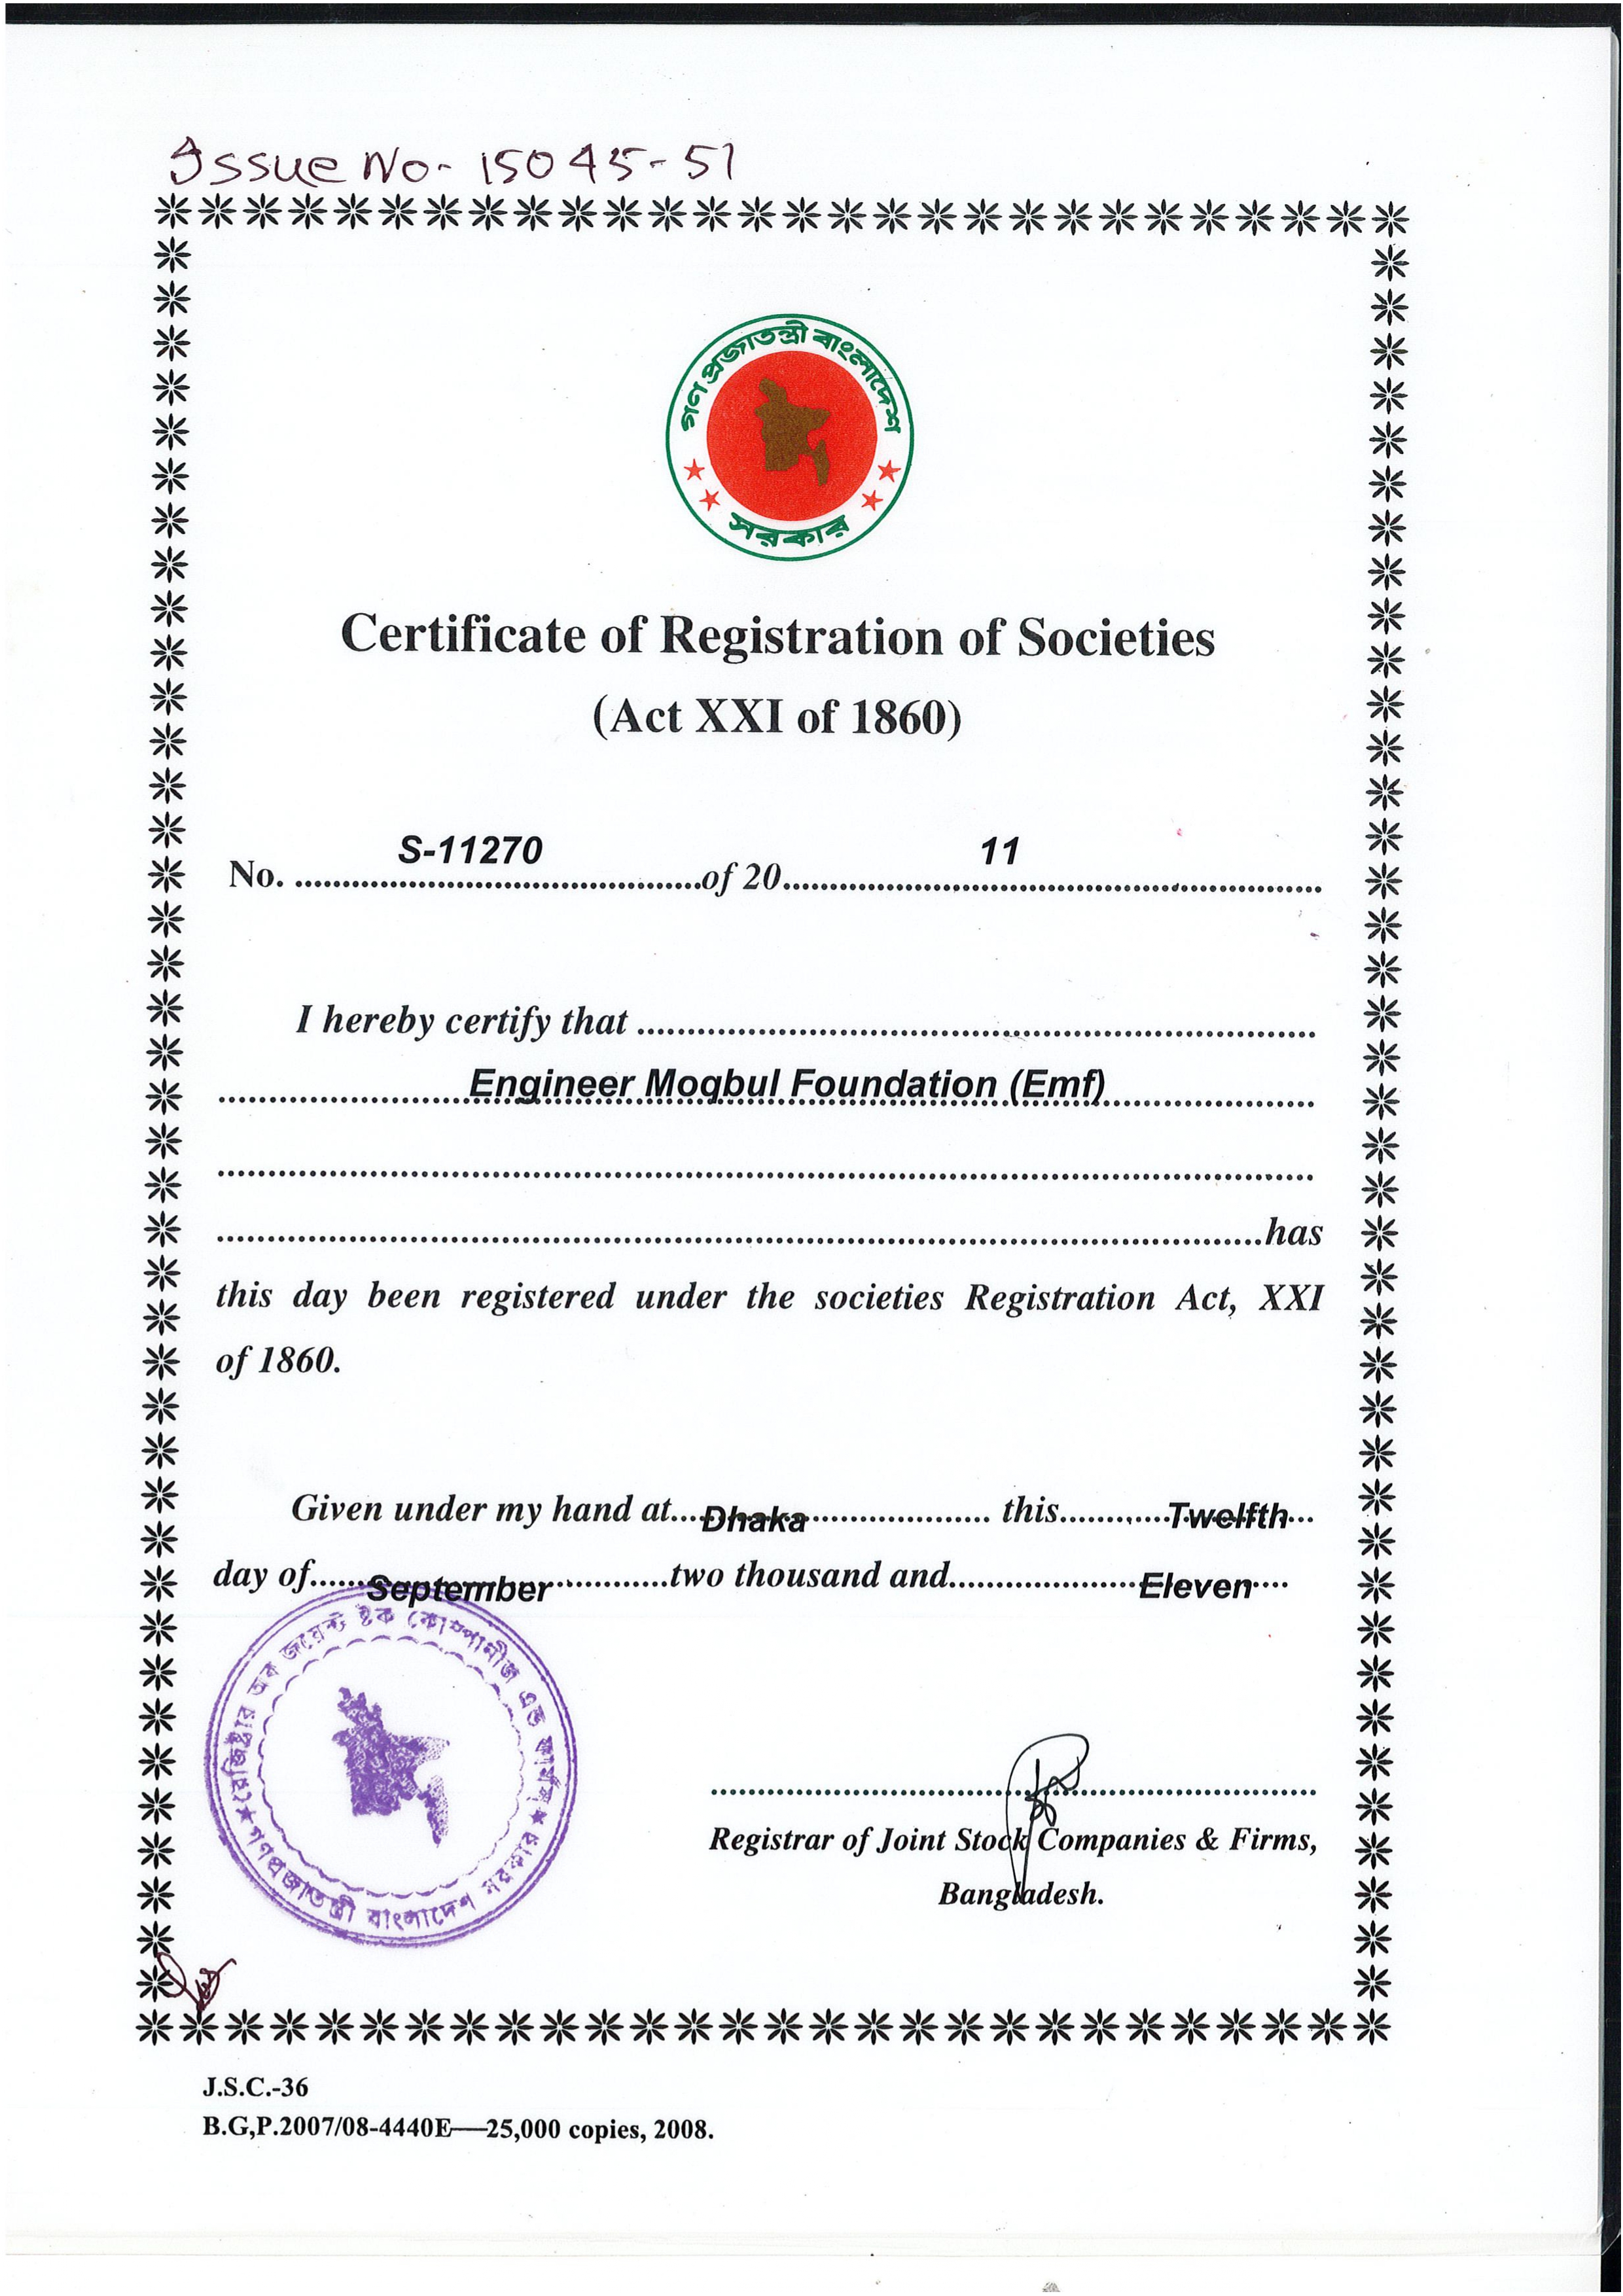 Issue No- 15045-51
গণ প্রজাতন্ত্রী বাংলাদেশ
সরকার
Certificate of Registration of Societies
(Act XXI of 1860)
No. S-11270 of 20 11
I hereby certify that
Engineer Moqbul Foundation (Emf)
has
this day been registered under the societies Registration Act, XXI
of 1860.
Given under my hand at Dhaka this Twelfth
day of September two thousand and Eleven
রেজিষ্ট্রার অব জয়েন্ট ষ্টক কোম্পানীজ এন্ড ফার্মস
গণপ্রজাতন্ত্রী বাংলাদেশ সরকার
Registrar of Joint Stock Companies & Firms,
Bangladesh.
J.S.C.-36
B.G,P.2007/08-4440E—25,000 copies, 2008.